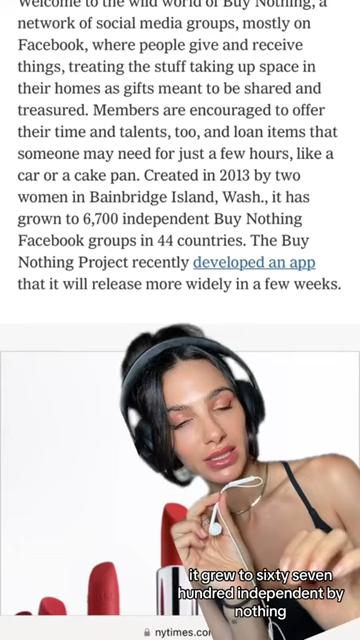 Welcome to the wild world of Buy Nothing, a
network of social media groups, mostly on
Facebook, where people give and receive
things, treating the stuff taking up space in
their homes as gifts meant to be shared and
treasured. Members are encouraged to offer
their time and talents, too, and loan items that
someone may need for just a few hours, like a
car or a cake pan. Created in 2013 by two
women in Bainbridge Island, Wash., it has
grown to 6,700 independent Buy Nothing
Facebook groups in 44 countries. The Buy
Nothing Project recently developed an app
that it will release more widely in a few weeks.
it grew to sixty seven
hundred independent by
nothing
nytimes.com